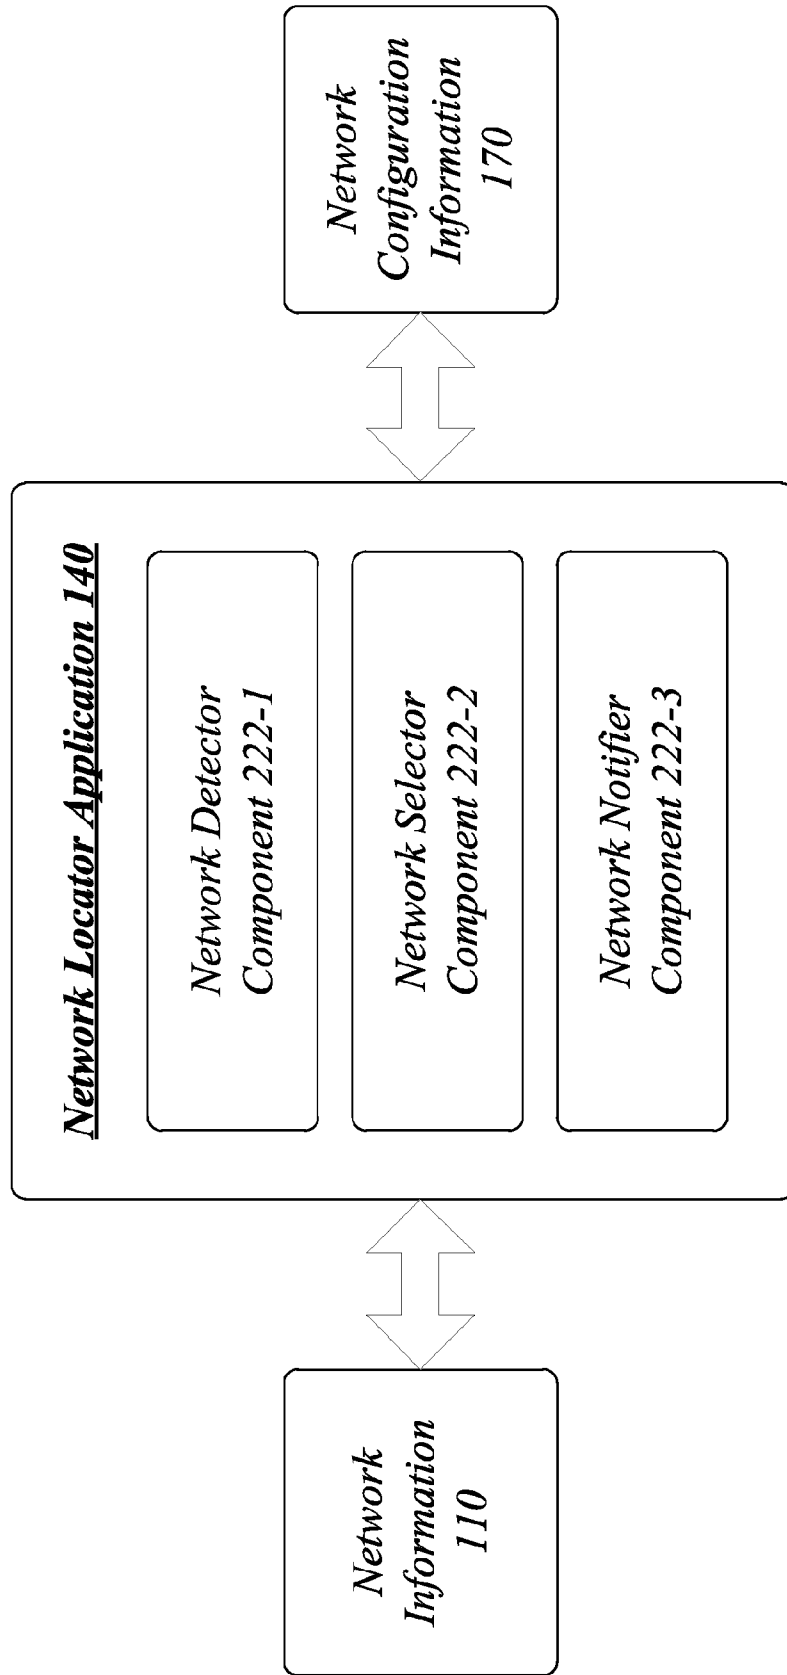 Network
Information
110
Network Locator Application 140
Network Detector
Component 222-1
Network Selector
Component 222-2
Network Notifier
Component 222-3
Network
Configuration
Information
170